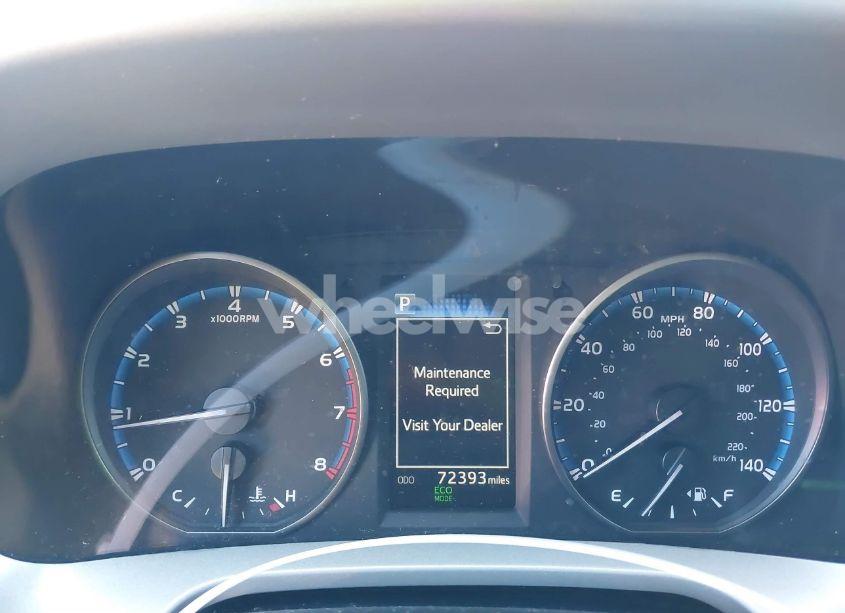 wheelwise
P
0 1 2 3 4 5 6 7 8
x1000RPM
C H
Maintenance
Required
Visit Your Dealer
ODO 72393 miles
ECO
MODE
0 20 40 60 80 100 120 140
MPH
0 20 40 60 80 100 120 140 160 180 200 220
km/h
E F